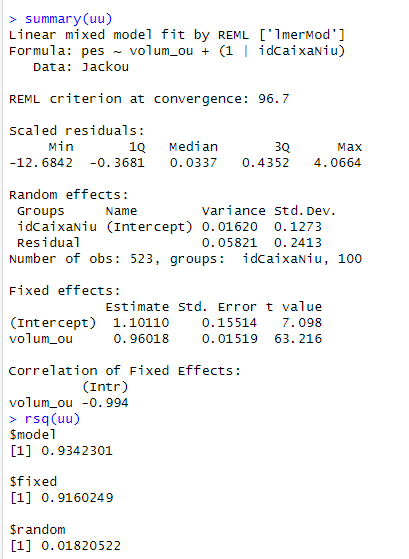 > summary(uu)
Linear mixed model fit by REML ['lmerMod']
Formula: pes ~ volum_ou + (1 | idCaixaNiu)
   Data: Jackou

REML criterion at convergence: 96.7

Scaled residuals:
     Min       1Q   Median       3Q      Max
-12.6842  -0.3681   0.0337   0.4352   4.0664

Random effects:
 Groups     Name        Variance Std.Dev.
 idCaixaNiu (Intercept) 0.01620  0.1273
 Residual               0.05821  0.2413
Number of obs: 523, groups:  idCaixaNiu, 100

Fixed effects:
            Estimate Std. Error t value
(Intercept)  1.10110    0.15514   7.098
volum_ou     0.96018    0.01519  63.216

Correlation of Fixed Effects:
         (Intr)
volum_ou -0.994
> rsq(uu)
$model
[1] 0.9342301

$fixed
[1] 0.9160249

$random
[1] 0.01820522